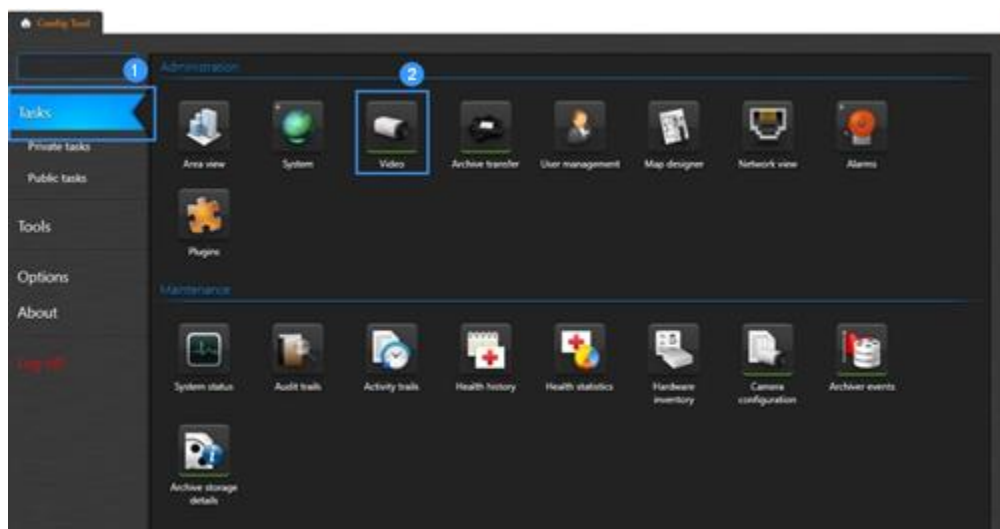 Config Tool
1
Administration
2
Tasks
Private tasks
Public tasks
Tools
Options
About
Log off
Area view
System
Video
Archive transfer
User management
Map designer
Network view
Alarms
Plugins
Maintenance
System status
Audit trails
Activity trails
Health history
Health statistics
Hardware
inventory
Camera
configuration
Archiver events
Archive storage
details